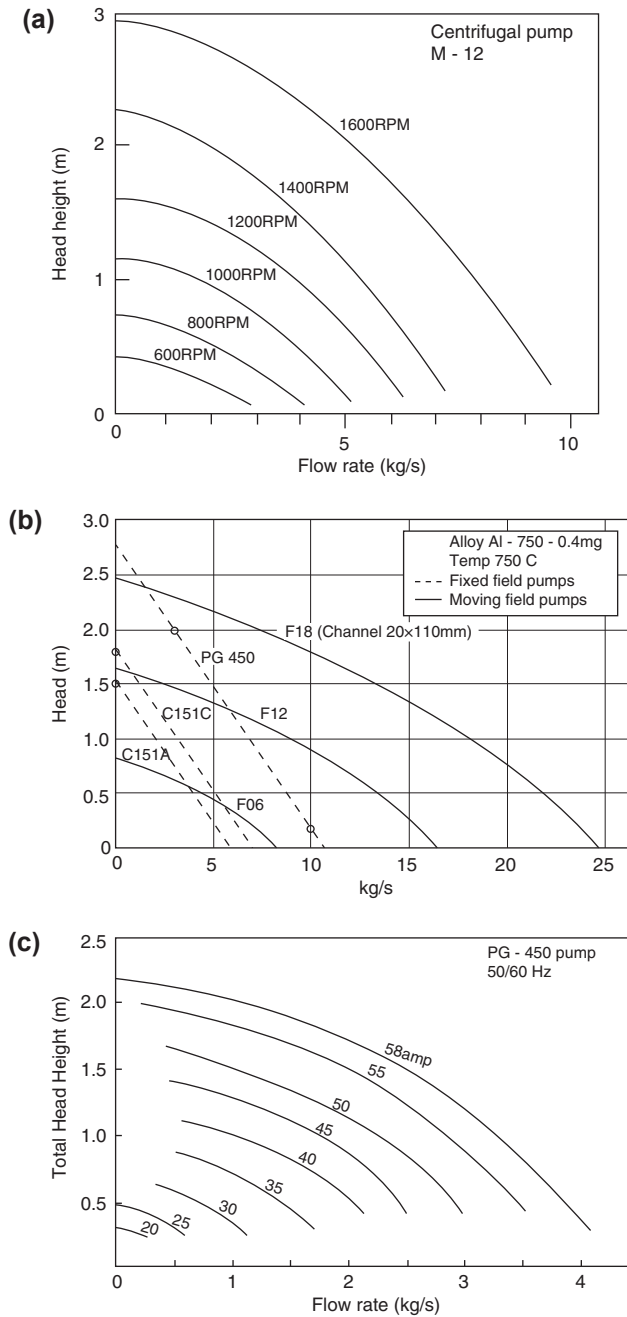 (a)
3
2
1
0
Head height (m)
Centrifugal pump
M - 12
1600RPM
1400RPM
1200RPM
1000RPM
800RPM
600RPM
0
5
10
Flow rate (kg/s)
(b)
3.0
2.5
2.0
1.5
1.0
0.5
0
Head (m)
Alloy Al - 750 - 0.4mg
Temp 750 C
Fixed field pumps
Moving field pumps
F18 (Channel 20×110mm)
PG 450
C151C
F12
C151A
F06
0
5
10
15
20
25
kg/s
(c)
2.5
2.0
1.5
1.0
0.5
Total Head Height (m)
PG - 450 pump
50/60 Hz
58amp
55
50
45
40
35
30
25
20
0
1
2
3
4
Flow rate (kg/s)